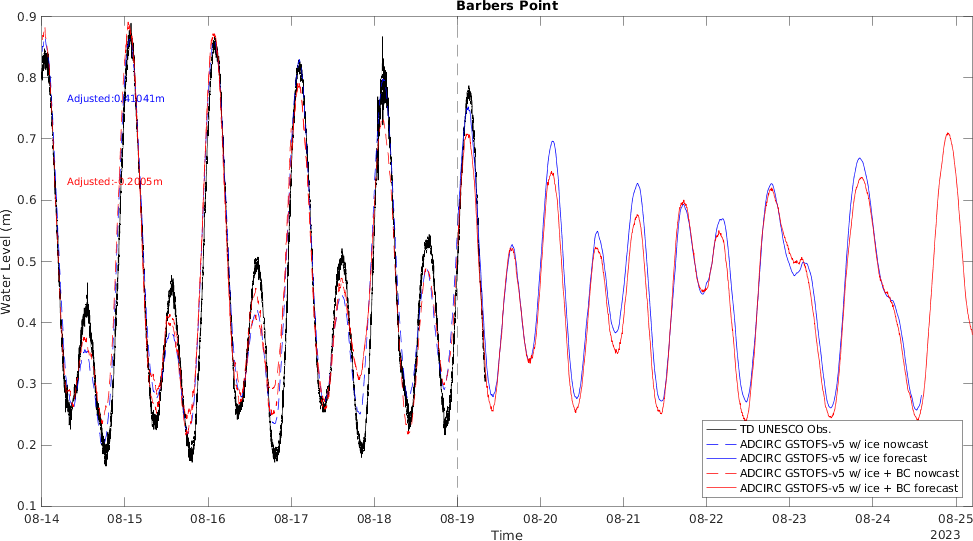 Barbers Point
0.9
0.8
0.7
0.6
0.5
0.4
0.3
0.2
0.1
Water Level (m)
Adjusted:0.41041m
Adjusted:-0.2005m
TD UNESCO Obs.
ADCIRC GSTOFS-v5 w/ ice nowcast
ADCIRC GSTOFS-v5 w/ ice forecast
ADCIRC GSTOFS-v5 w/ ice + BC nowcast
ADCIRC GSTOFS-v5 w/ ice + BC forecast
08-14 08-15 08-16 08-17 08-18 08-19 08-20 08-21 08-22 08-23 08-24 08-25
Time
2023